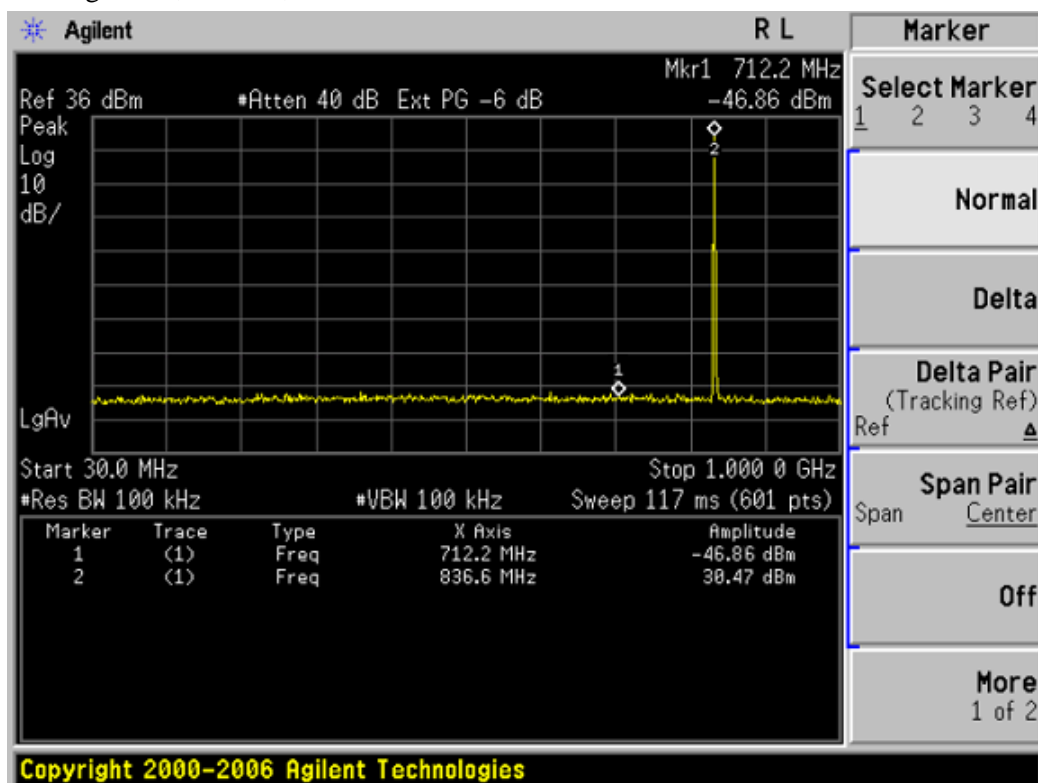 Agilent R L Marker
Mkr1 712.2 MHz
Ref 36 dBm #Atten 40 dB Ext PG -6 dB -46.86 dBm
Peak
Log
10
dB/
2
1
LgAv
Start 30.0 MHz Stop 1.000 0 GHz
#Res BW 100 kHz #VBW 100 kHz Sweep 117 ms (601 pts)
Marker Trace Type X Axis Amplitude
1 (1) Freq 712.2 MHz -46.86 dBm
2 (1) Freq 836.6 MHz 30.47 dBm
Select Marker
1 2 3 4
Normal
Delta
Delta Pair
(Tracking Ref)
Ref Δ
Span Pair
Span Center
Off
More
1 of 2
Copyright 2000-2006 Agilent Technologies